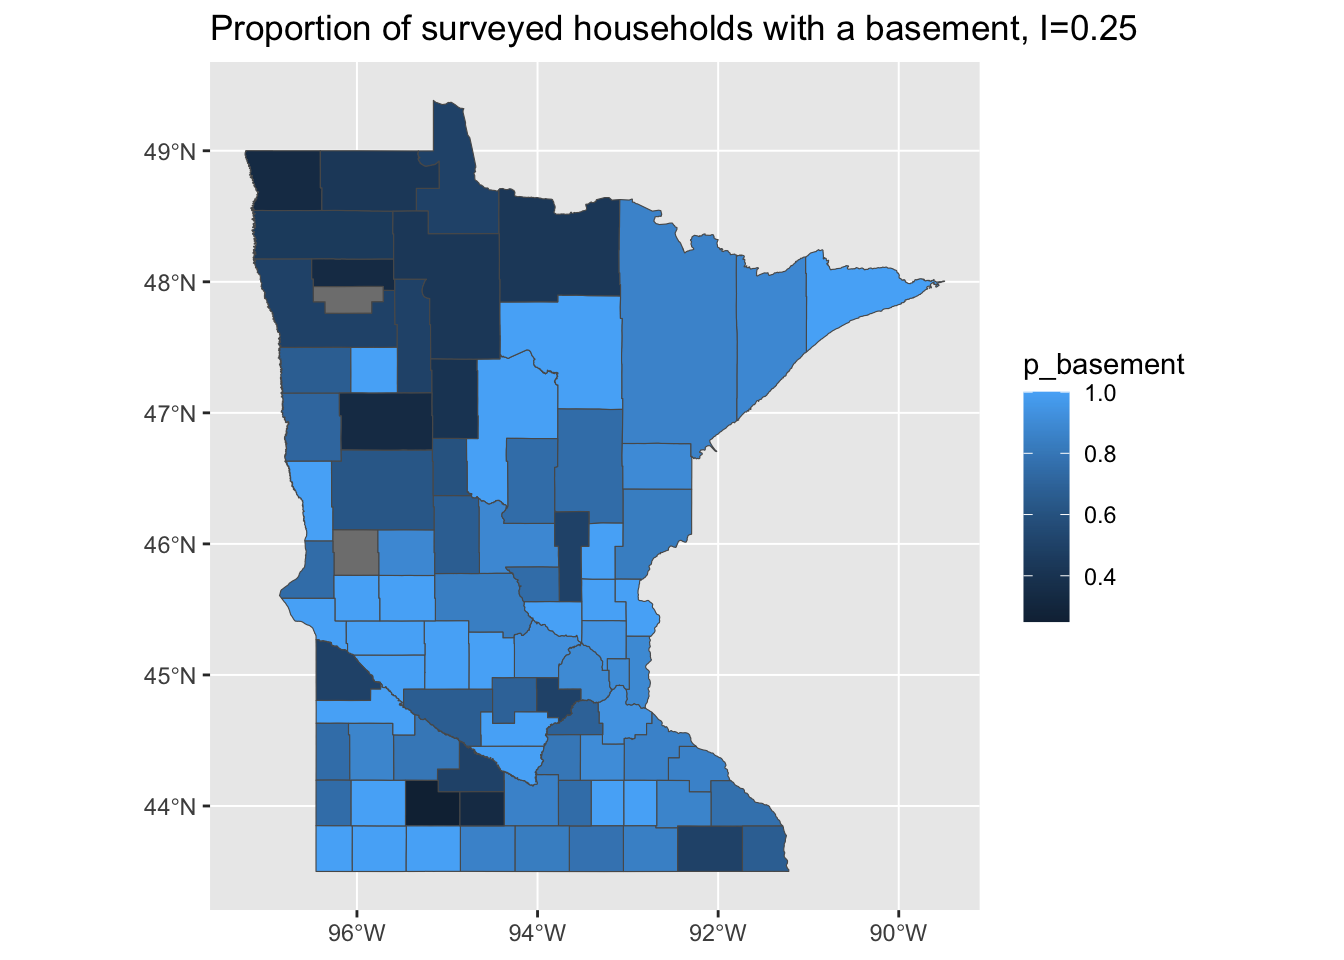 Proportion of surveyed households with a basement, I=0.25
49°N
48°N
47°N
46°N
45°N
44°N
96°W
94°W
92°W
90°W
p_basement
1.0
0.8
0.6
0.4